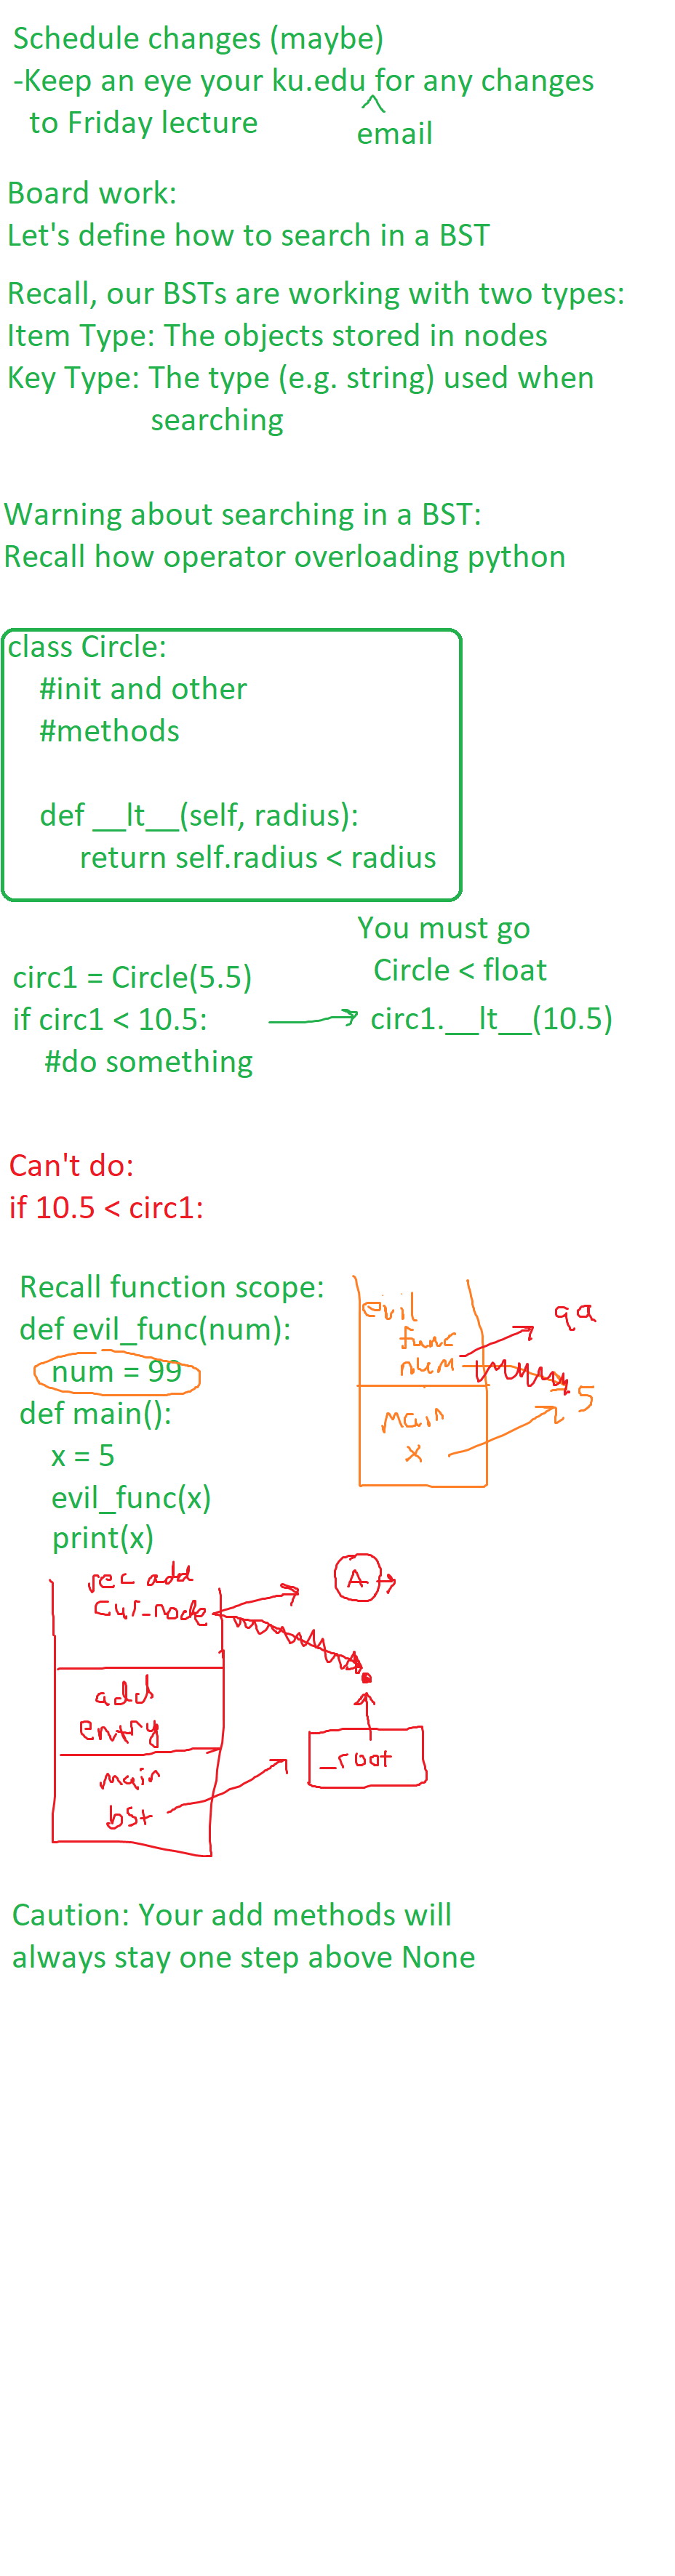 Schedule changes (maybe)
-Keep an eye your ku.edu for any changes
to Friday lecture
email
Board work:
Let's define how to search in a BST
Recall, our BSTs are working with two types:
Item Type: The objects stored in nodes
Key Type: The type (e.g. string) used when
searching
Warning about searching in a BST:
Recall how operator overloading python
class Circle:
#init and other
#methods
def __lt__(self, radius):
return self.radius < radius
You must go
Circle < float
circ1 = Circle(5.5)
if circ1 < 10.5:
circ1.__lt__(10.5)
#do something
Can't do:
if 10.5 < circ1:
Recall function scope:
def evil_func(num):
num = 99
def main():
x = 5
evil_func(x)
print(x)
evil
func
num
99
5
main
x
rec add
cur_node
A
add
entry
_root
main
bst
Caution: Your add methods will
always stay one step above None